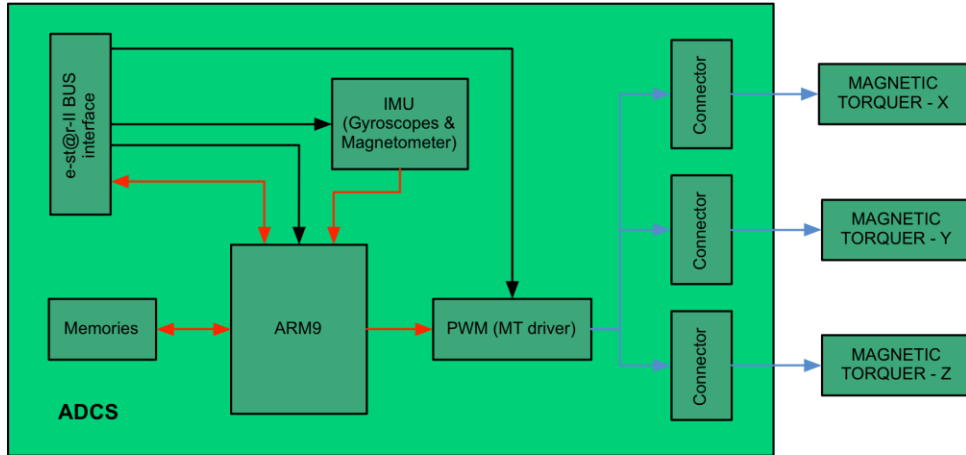 e-st@r-II BUS
interface
IMU
(Gyroscopes &
Magnetometer)
Connector
MAGNETIC
TORQUER - X
Connector
MAGNETIC
TORQUER - Y
Memories
ARM9
PWM (MT driver)
Connector
MAGNETIC
TORQUER - Z
ADCS